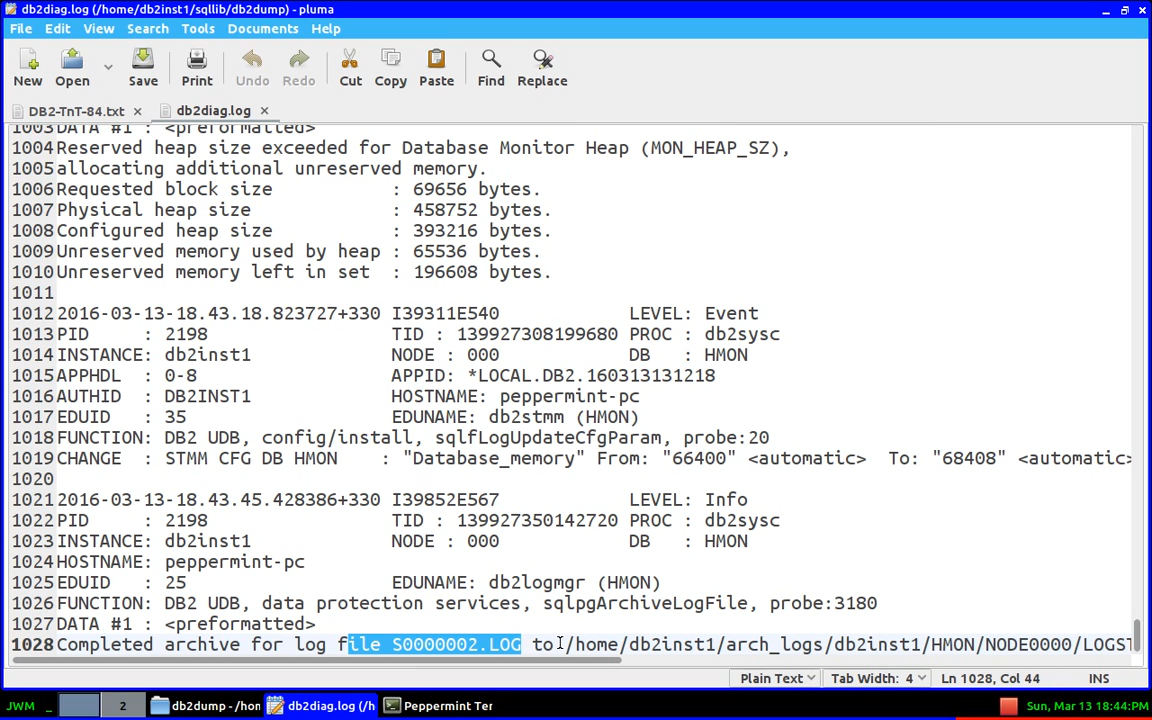 db2diag.log (/home/db2inst1/sqllib/db2dump) - pluma
File Edit View Search Tools Documents Help
New Open Save Print Undo Redo Cut Copy Paste Find Replace
DB2-TnT-84.txt × db2diag.log ×
1003 DATA #1 : <preformatted>
1004 Reserved heap size exceeded for Database Monitor Heap (MON_HEAP_SZ),
1005 allocating additional unreserved memory.
1006 Requested block size : 69656 bytes.
1007 Physical heap size : 458752 bytes.
1008 Configured heap size : 393216 bytes.
1009 Unreserved memory used by heap : 65536 bytes.
1010 Unreserved memory left in set : 196608 bytes.
1011
1012 2016-03-13-18.43.18.823727+330 I39311E540 LEVEL: Event
1013 PID : 2198 TID : 139927308199680 PROC : db2sysc
1014 INSTANCE: db2inst1 NODE : 000 DB : HMON
1015 APPHDL : 0-8 APPID: *LOCAL.DB2.160313131218
1016 AUTHID : DB2INST1 HOSTNAME: peppermint-pc
1017 EDUID : 35 EDUNAME: db2stmm (HMON)
1018 FUNCTION: DB2 UDB, config/install, sqlfLogUpdateCfgParam, probe:20
1019 CHANGE : STMM CFG DB HMON : "Database_memory" From: "66400" <automatic> To: "68408" <automatic>
1020
1021 2016-03-13-18.43.45.428386+330 I39852E567 LEVEL: Info
1022 PID : 2198 TID : 139927350142720 PROC : db2sysc
1023 INSTANCE: db2inst1 NODE : 000 DB : HMON
1024 HOSTNAME: peppermint-pc
1025 EDUID : 25 EDUNAME: db2logmgr (HMON)
1026 FUNCTION: DB2 UDB, data protection services, sqlpgArchiveLogFile, probe:3180
1027 DATA #1 : <preformatted>
1028 Completed archive for log file S0000002.LOG to /home/db2inst1/arch_logs/db2inst1/HMON/NODE0000/LOGST
Plain Text Tab Width: 4 Ln 1028, Col 44 INS
JWM _ 2 db2dump - /hon db2diag.log (/h Peppermint Ter Sun, Mar 13 18:44:PM